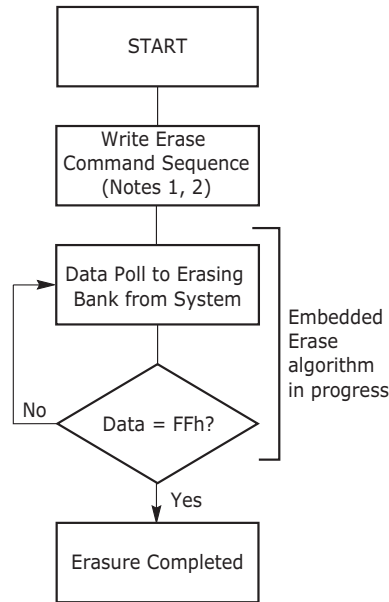 START
Write Erase
Command Sequence
(Notes 1, 2)
Data Poll to Erasing
Bank from System
Embedded
Erase
algorithm
in progress
No
Data = FFh?
Yes
Erasure Completed